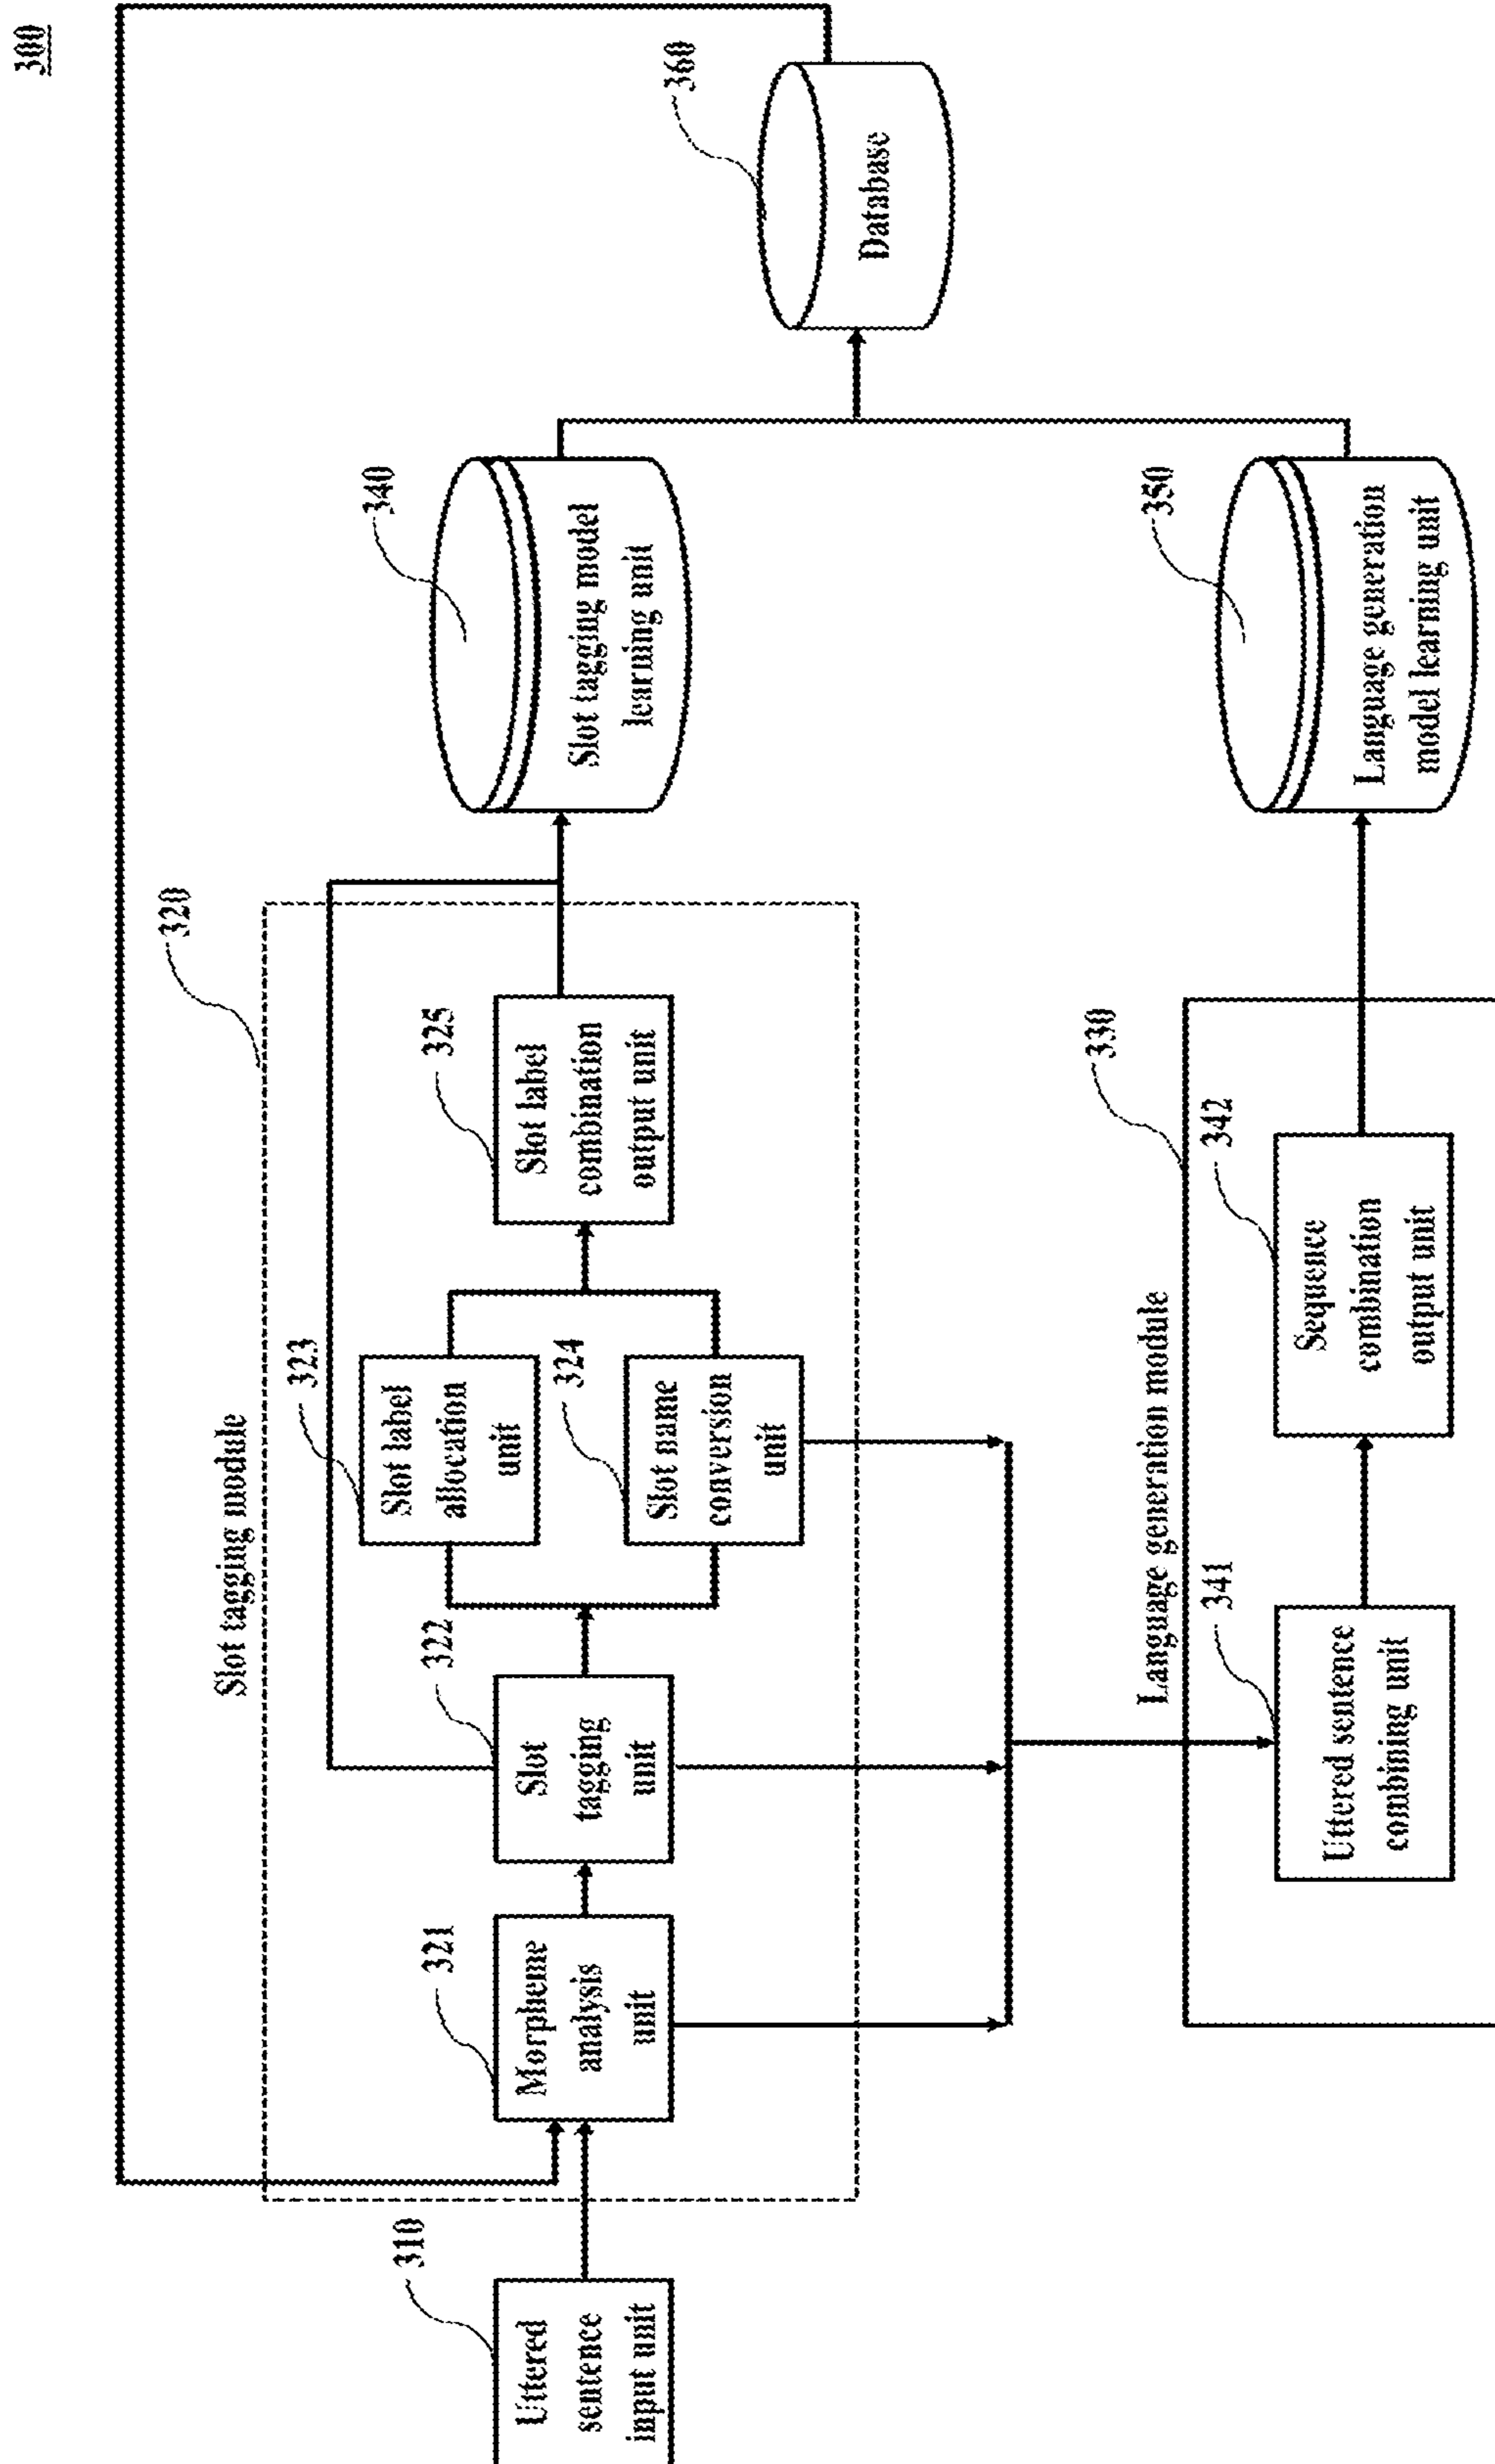 300
Slot tagging module
320
310
Uttered
sentence
input unit
321
Morpheme
analysis
unit
322
Slot
tagging
unit
323
Slot label
allocation
unit
324
Slot name
conversion
unit
325
Slot label
combination
output unit
340
Slot tagging model
learning unit
360
Database
Language generation module
330
341
Uttered sentence
combining unit
342
Sequence
combination
output unit
350
Language generation
model learning unit